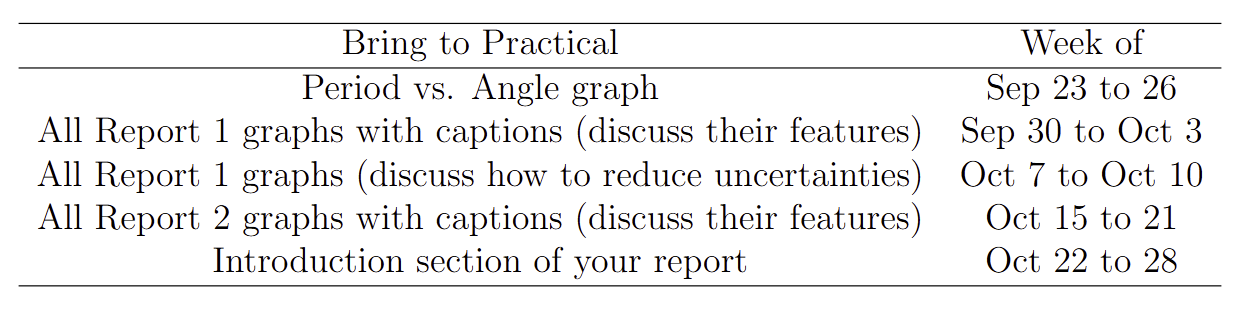 Bring to Practical Week of
Period vs. Angle graph Sep 23 to 26
All Report 1 graphs with captions (discuss their features) Sep 30 to Oct 3
All Report 1 graphs (discuss how to reduce uncertainties) Oct 7 to Oct 10
All Report 2 graphs with captions (discuss their features) Oct 15 to 21
Introduction section of your report Oct 22 to 28